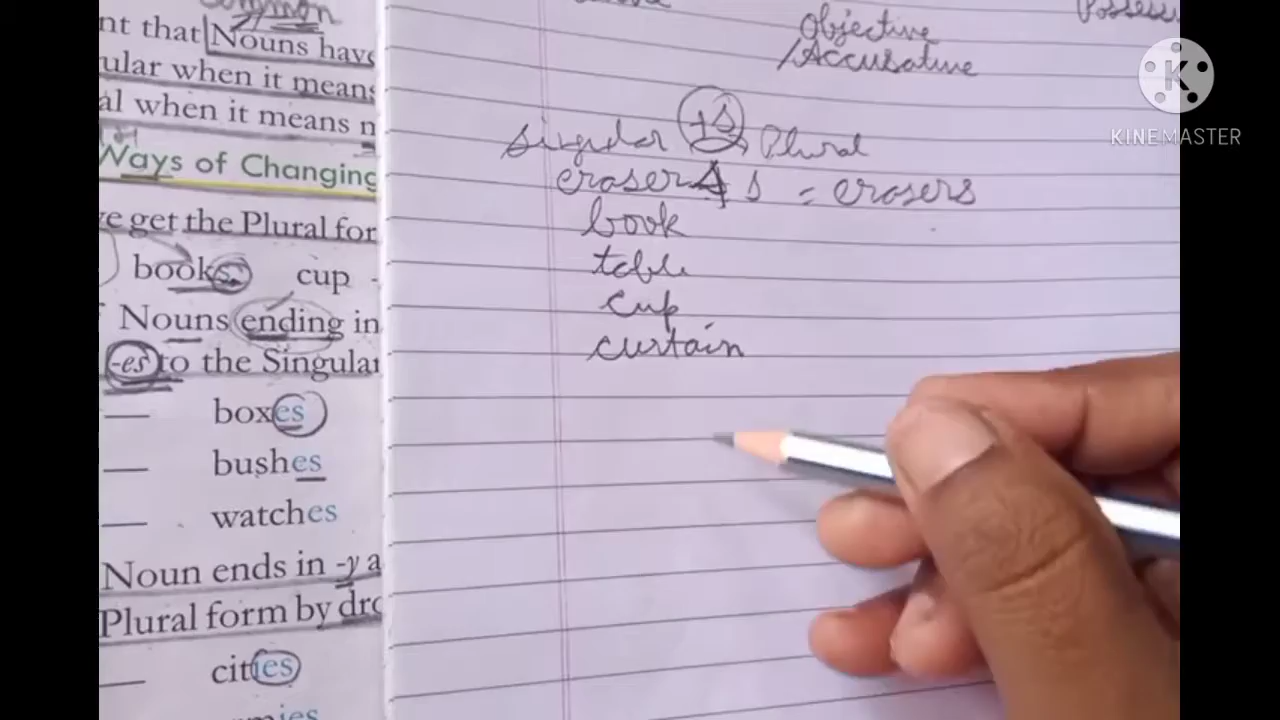 Common
nt that Nouns have
ular when it means
al when it means
Ways of Changing
e get the Plural for
books cup -
Nouns ending in
-es to the Singular
boxes
bushes
watches
Noun ends in -y a
Plural form by dro
cities
Objective
/Accusative
Singular +s Plural
eraser + s = erasers
book
table
cup
curtain
K
KINEMASTER